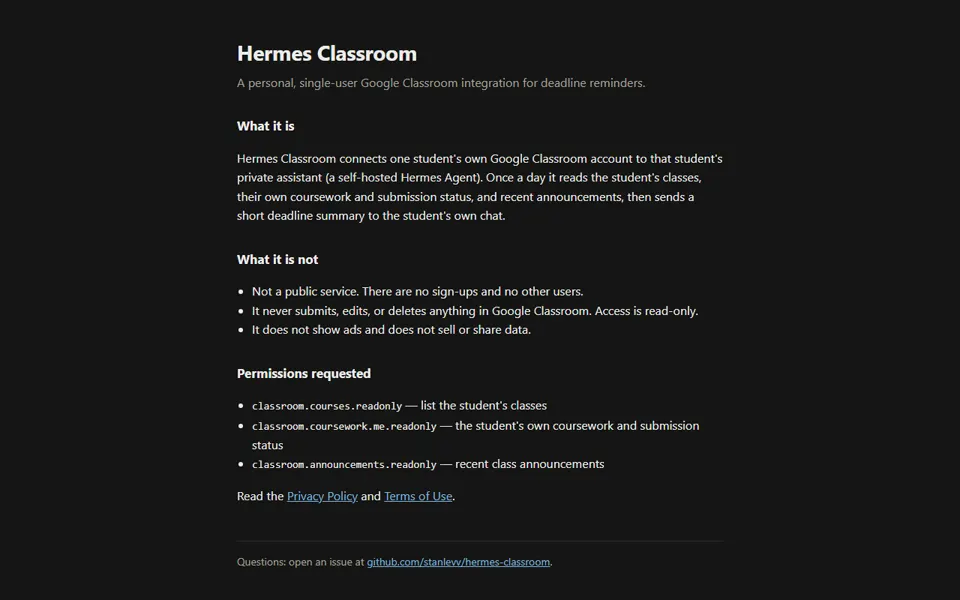 Hermes Classroom
A personal, single-user Google Classroom integration for deadline reminders.
What it is
Hermes Classroom connects one student's own Google Classroom account to that student's
private assistant (a self-hosted Hermes Agent). Once a day it reads the student's classes,
their own coursework and submission status, and recent announcements, then sends a
short deadline summary to the student's own chat.
What it is not
• Not a public service. There are no sign-ups and no other users.
• It never submits, edits, or deletes anything in Google Classroom. Access is read-only.
• It does not show ads and does not sell or share data.
Permissions requested
• classroom.courses.readonly — list the student's classes
• classroom.coursework.me.readonly — the student's own coursework and submission
status
• classroom.announcements.readonly — recent class announcements
Read the Privacy Policy and Terms of Use.
Questions: open an issue at github.com/stanlevv/hermes-classroom.